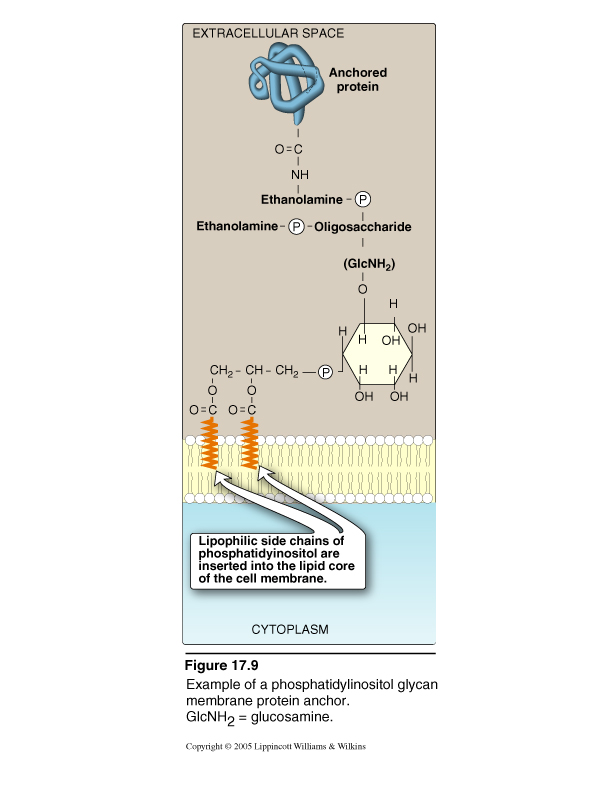 EXTRACELLULAR SPACE
Anchored
protein
O=C
NH
Ethanolamine – P
Ethanolamine – P – Oligosaccharide
(GlcNH2)
O
H
H
H
OH
OH
CH2 – CH – CH2 — P
H
H
H
O
O
OH
OH
O=C
O=C
Lipophilic side chains of
phosphatidyinositol are
inserted into the lipid core
of the cell membrane.
CYTOPLASM
Figure 17.9
Example of a phosphatidylinositol glycan
membrane protein anchor.
GlcNH2 = glucosamine.
Copyright © 2005 Lippincott Williams & Wilkins